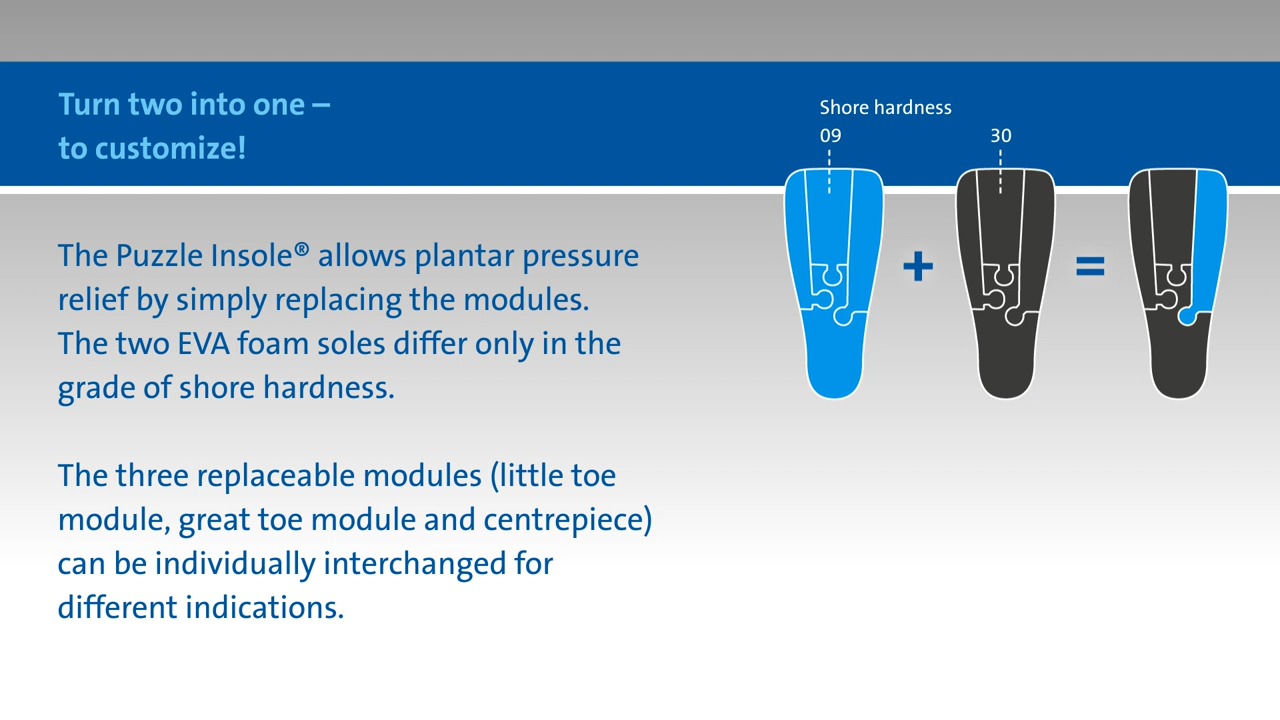 Turn two into one –
to customize!
Shore hardness
09
30
+
=
The Puzzle Insole® allows plantar pressure
relief by simply replacing the modules.
The two EVA foam soles differ only in the
grade of shore hardness.
The three replaceable modules (little toe
module, great toe module and centrepiece)
can be individually interchanged for
different indications.